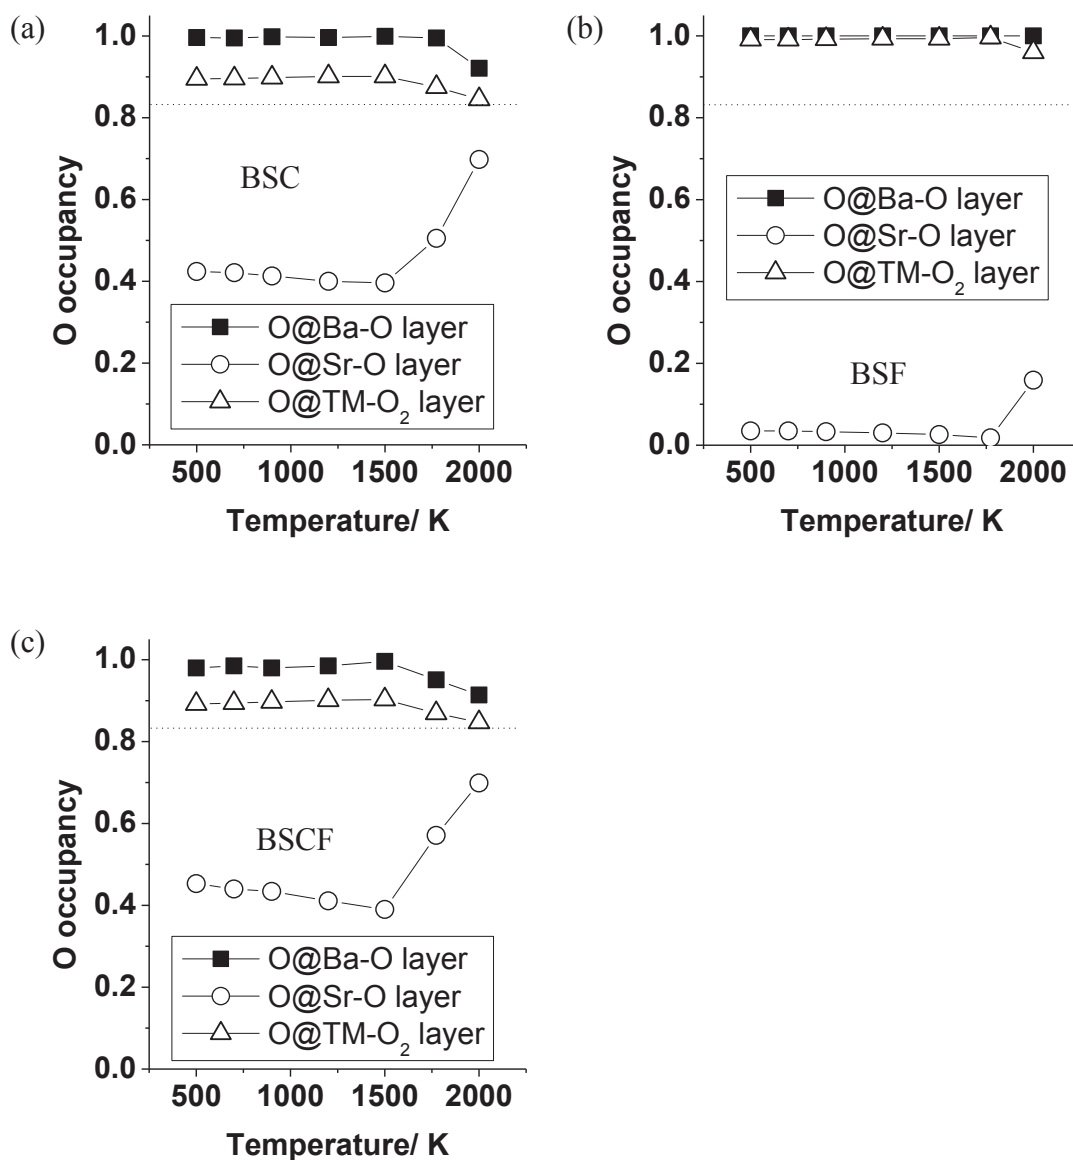 (a)
1.0
0.8
0.6
0.4
0.2
0.0
O occupancy
BSC
O@Ba-O layer
O@Sr-O layer
O@TM-O₂ layer
500 1000 1500 2000
Temperature/ K
(b)
1.0
0.8
0.6
0.4
0.2
0.0
O occupancy
O@Ba-O layer
O@Sr-O layer
O@TM-O₂ layer
BSF
500 1000 1500 2000
Temperature/ K
(c)
1.0
0.8
0.6
0.4
0.2
0.0
O occupancy
BSCF
O@Ba-O layer
O@Sr-O layer
O@TM-O₂ layer
500 1000 1500 2000
Temperature/ K